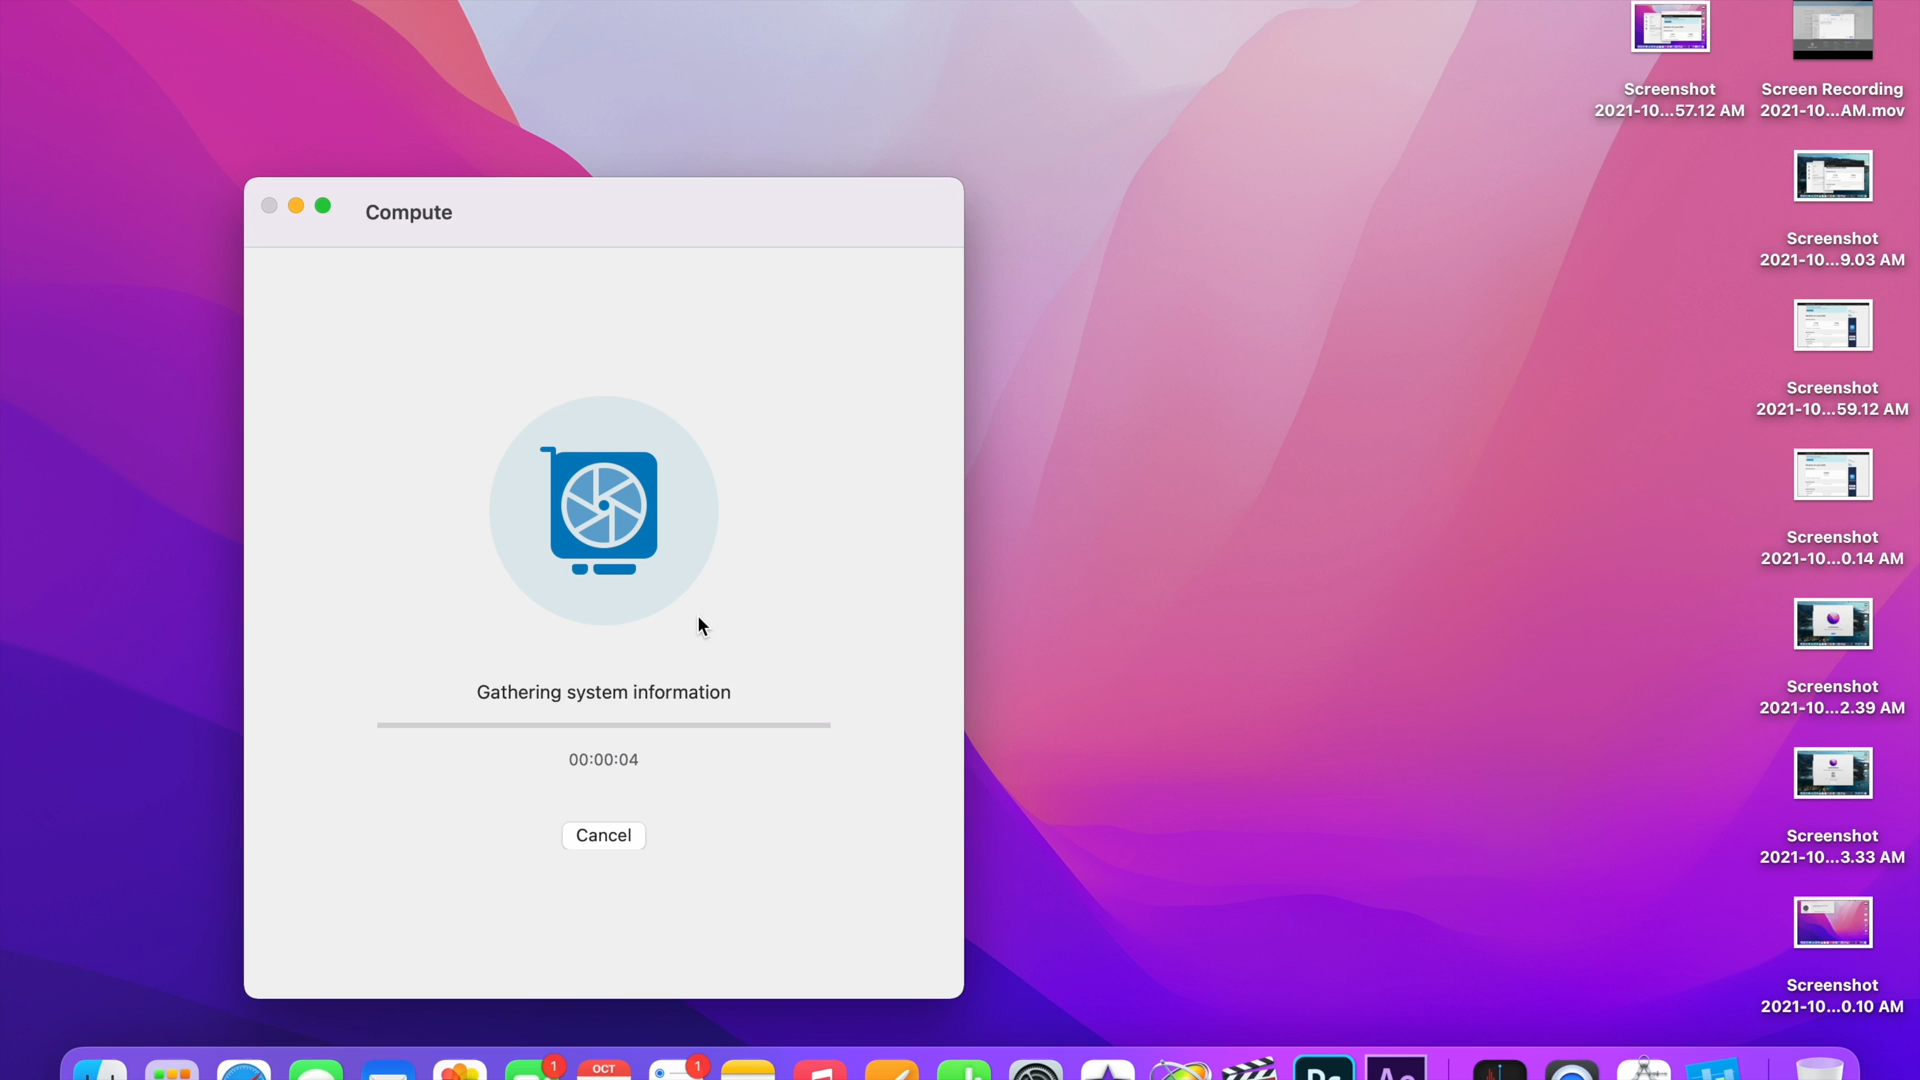 Compute
Gathering system information
00:00:04
Cancel
Screenshot
2021-10...57.12 AM
Screen Recording
2021-10...AM.mov
Screenshot
2021-10...9.03 AM
Screenshot
2021-10...59.12 AM
Screenshot
2021-10...0.14 AM
Screenshot
2021-10...2.39 AM
Screenshot
2021-10...3.33 AM
Screenshot
2021-10...0.10 AM
1
OCT
1